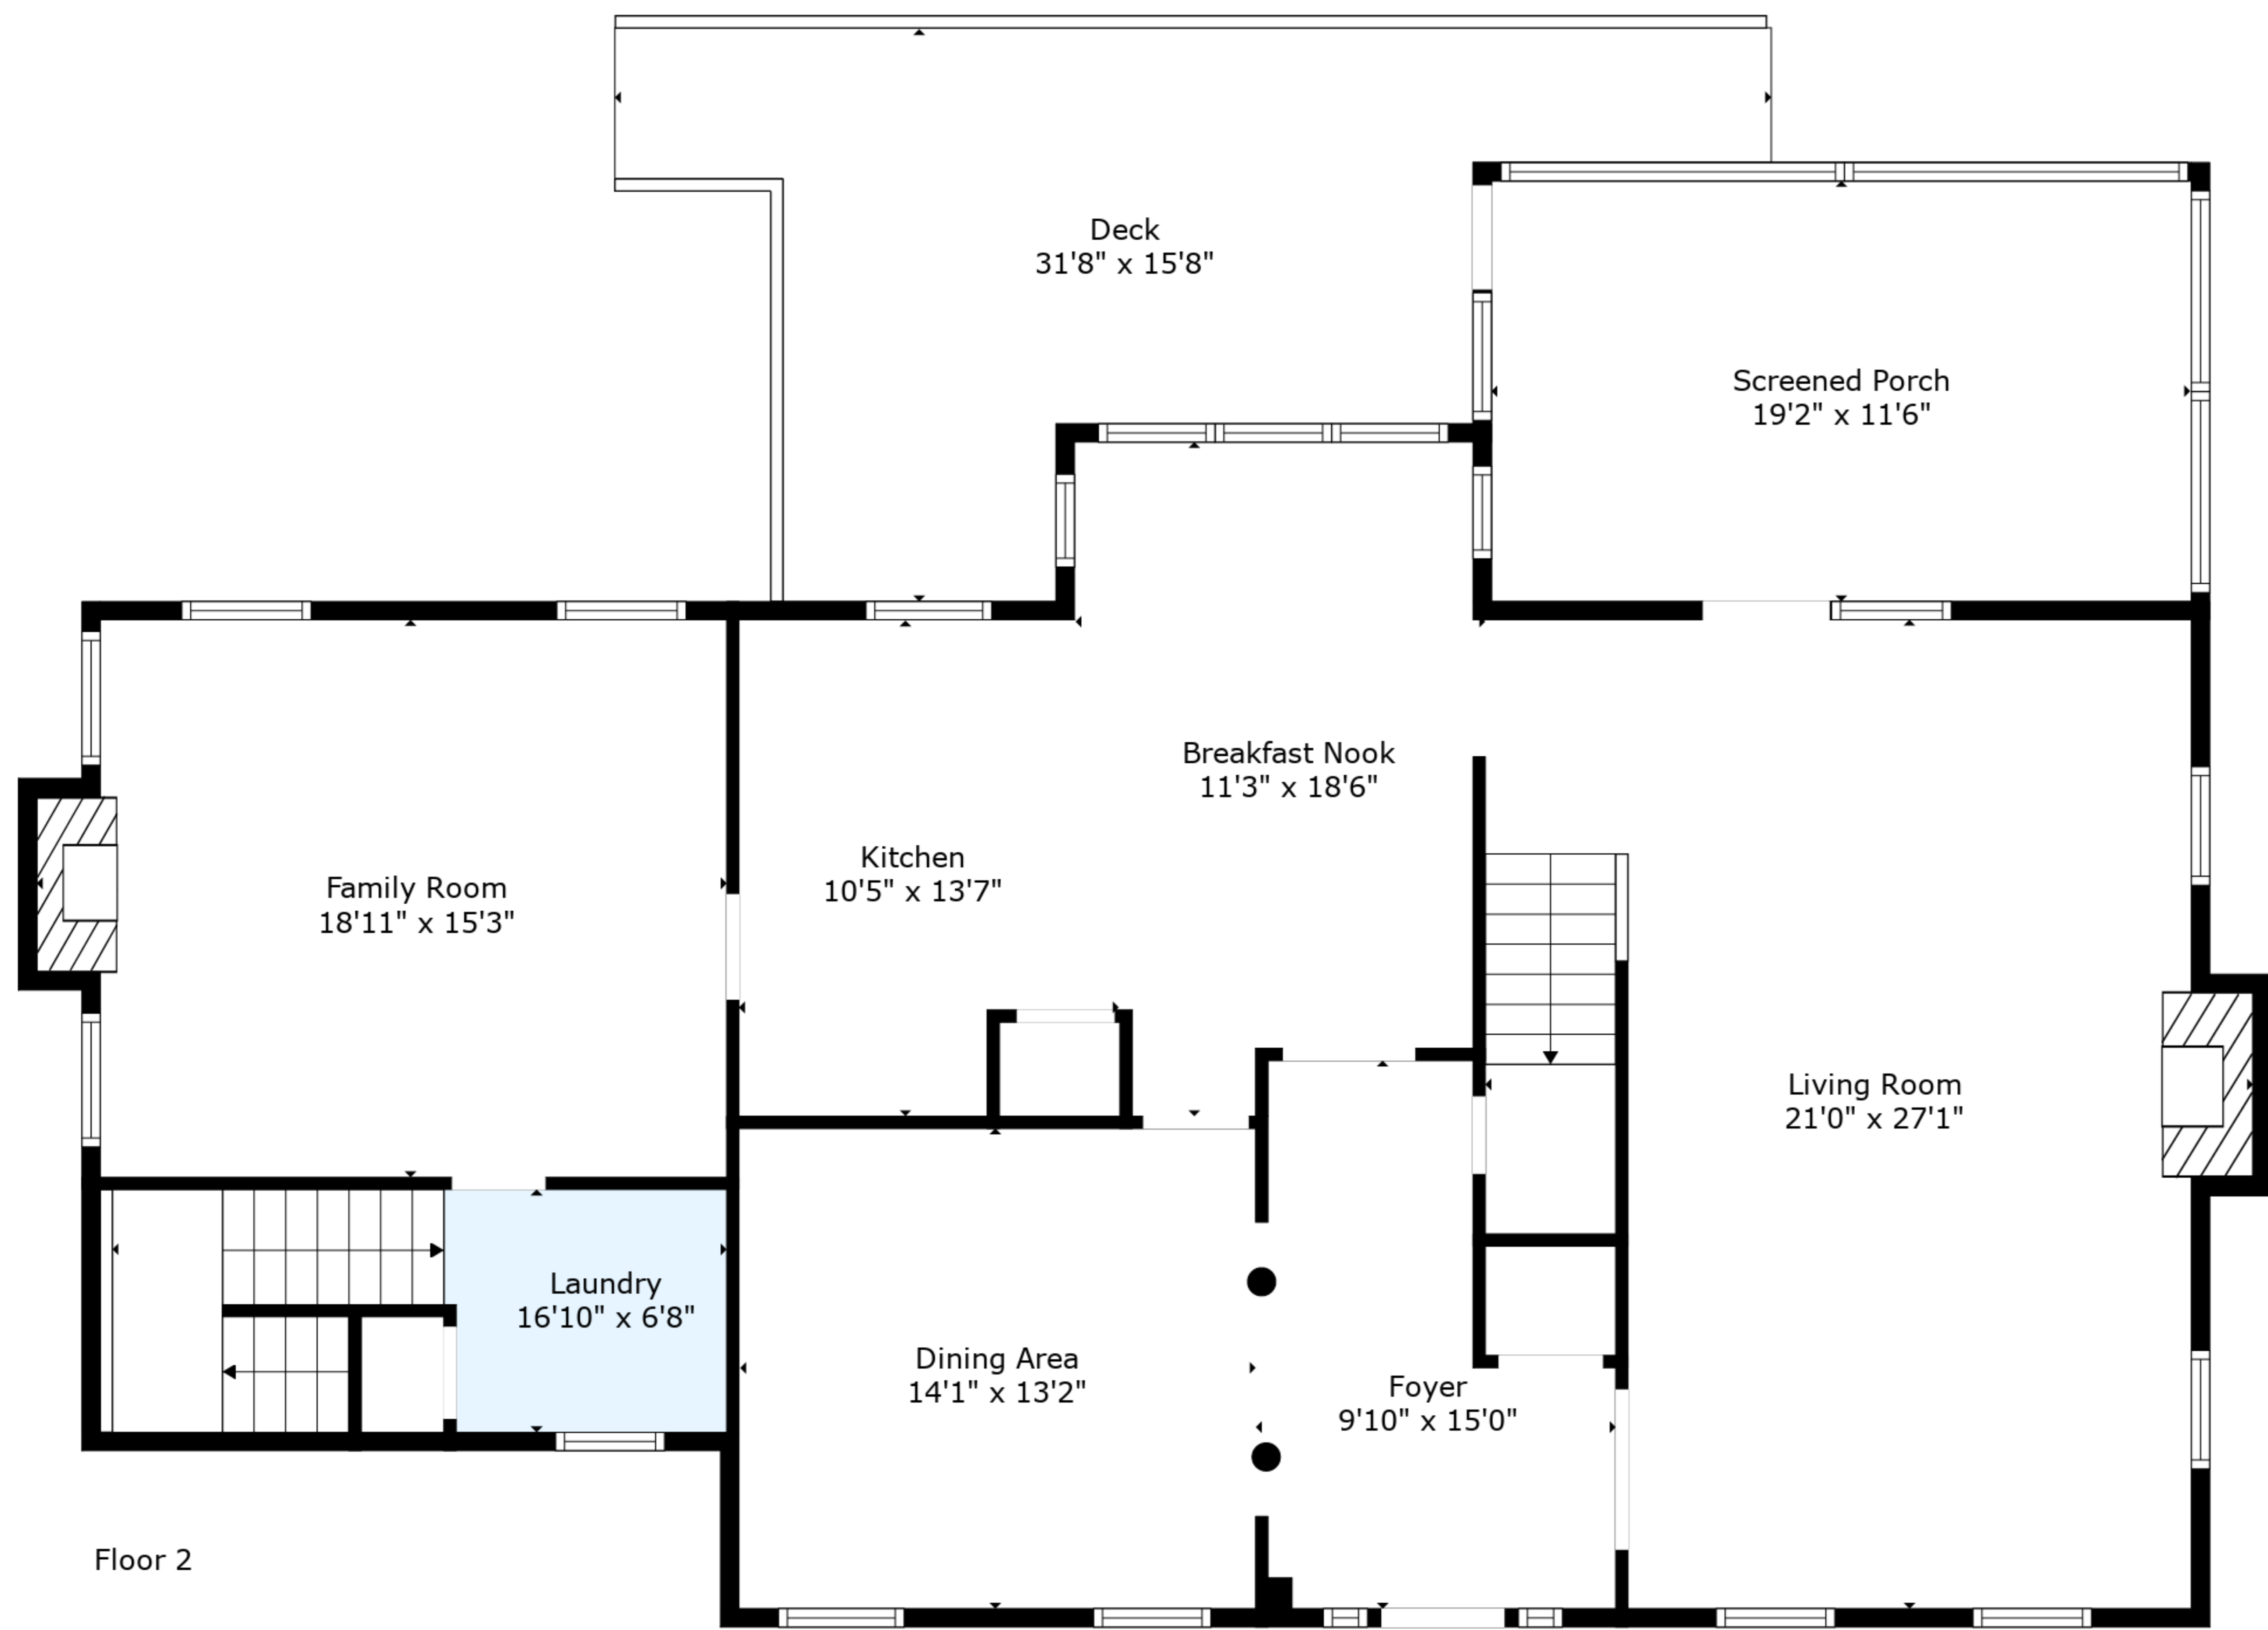 Deck
31'8" x 15'8"
Screened Porch
19'2" x 11'6"
Breakfast Nook
11'3" x 18'6"
Kitchen
10'5" x 13'7"
Family Room
18'11" x 15'3"
Living Room
21'0" x 27'1"
Laundry
16'10" x 6'8"
Dining Area
14'1" x 13'2"
Foyer
9'10" x 15'0"
Floor 2